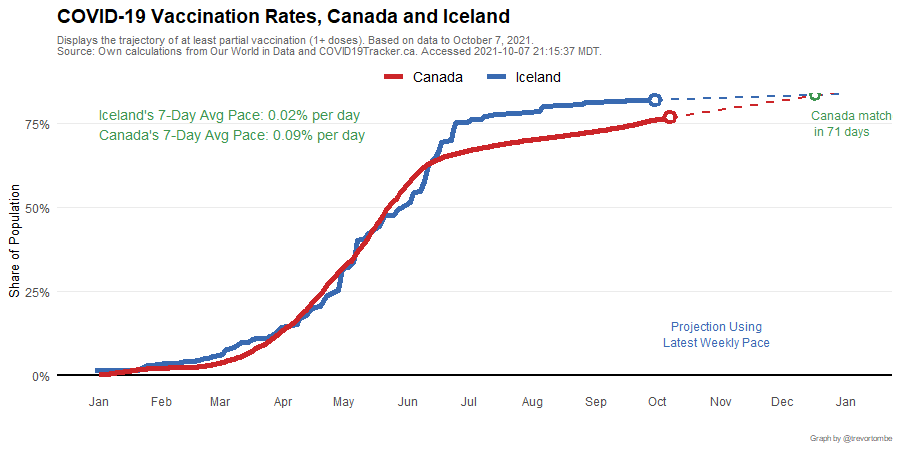 COVID-19 Vaccination Rates, Canada and Iceland
Displays the trajectory of at least partial vaccination (1+ doses). Based on data to October 7, 2021.
Source: Own calculations from Our World in Data and COVID19Tracker.ca. Accessed 2021-10-07 21:15:37 MDT.
Canada Iceland
Iceland's 7-Day Avg Pace: 0.02% per day
Canada's 7-Day Avg Pace: 0.09% per day
Canada match
in 71 days
75%
50%
25%
0%
Share of Population
Projection Using
Latest Weekly Pace
Jan Feb Mar Apr May Jun Jul Aug Sep Oct Nov Dec Jan
Graph by @trevortombe